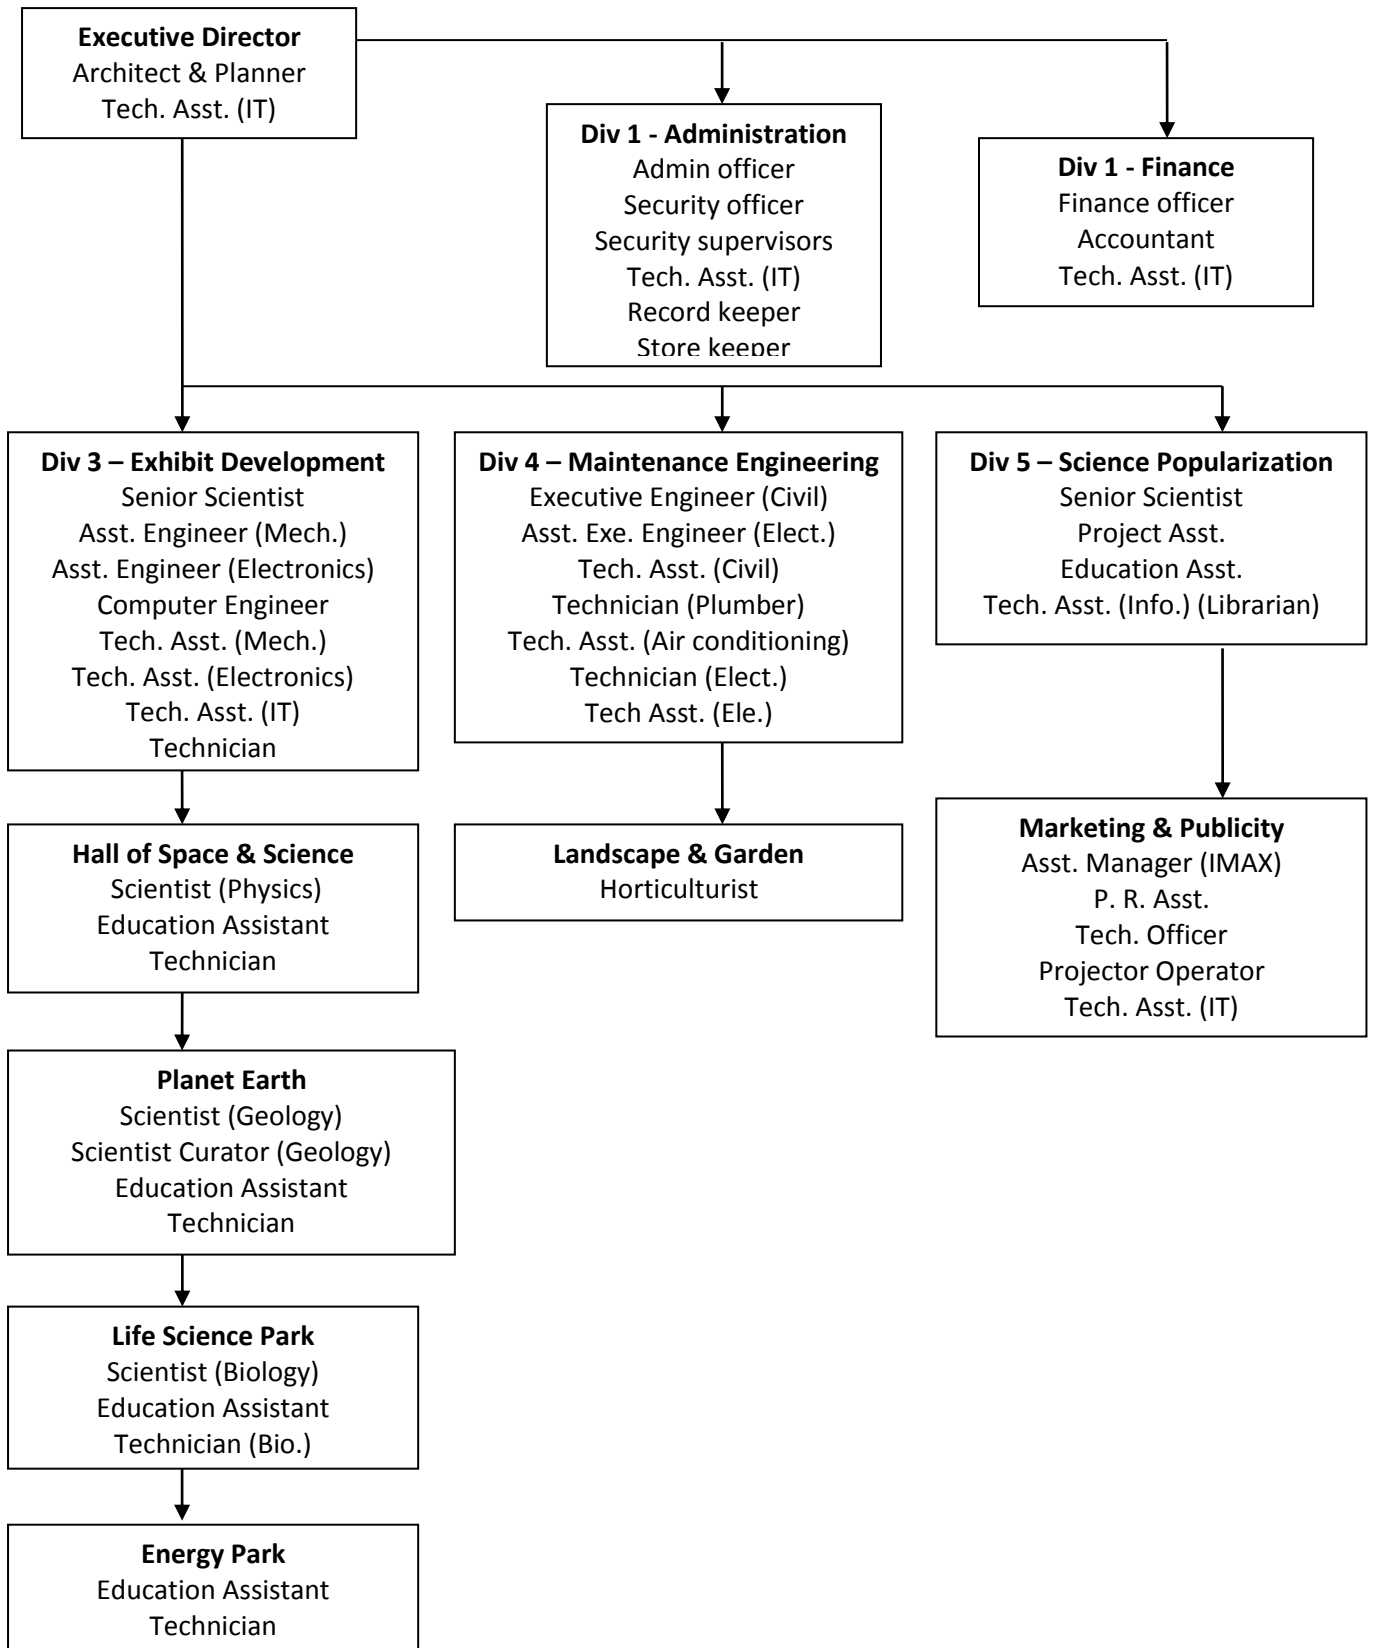 Executive Director
Architect & Planner
Tech. Asst. (IT)
Div 1 - Administration
Admin officer
Security officer
Security supervisors
Tech. Asst. (IT)
Record keeper
Store keeper
Div 1 - Finance
Finance officer
Accountant
Tech. Asst. (IT)
Div 3 – Exhibit Development
Senior Scientist
Asst. Engineer (Mech.)
Asst. Engineer (Electronics)
Computer Engineer
Tech. Asst. (Mech.)
Tech. Asst. (Electronics)
Tech. Asst. (IT)
Technician
Div 4 – Maintenance Engineering
Executive Engineer (Civil)
Asst. Exe. Engineer (Elect.)
Tech. Asst. (Civil)
Technician (Plumber)
Tech. Asst. (Air conditioning)
Technician (Elect.)
Tech Asst. (Ele.)
Div 5 – Science Popularization
Senior Scientist
Project Asst.
Education Asst.
Tech. Asst. (Info.) (Librarian)
Hall of Space & Science
Scientist (Physics)
Education Assistant
Technician
Landscape & Garden
Horticulturist
Marketing & Publicity
Asst. Manager (IMAX)
P. R. Asst.
Tech. Officer
Projector Operator
Tech. Asst. (IT)
Planet Earth
Scientist (Geology)
Scientist Curator (Geology)
Education Assistant
Technician
Life Science Park
Scientist (Biology)
Education Assistant
Technician (Bio.)
Energy Park
Education Assistant
Technician